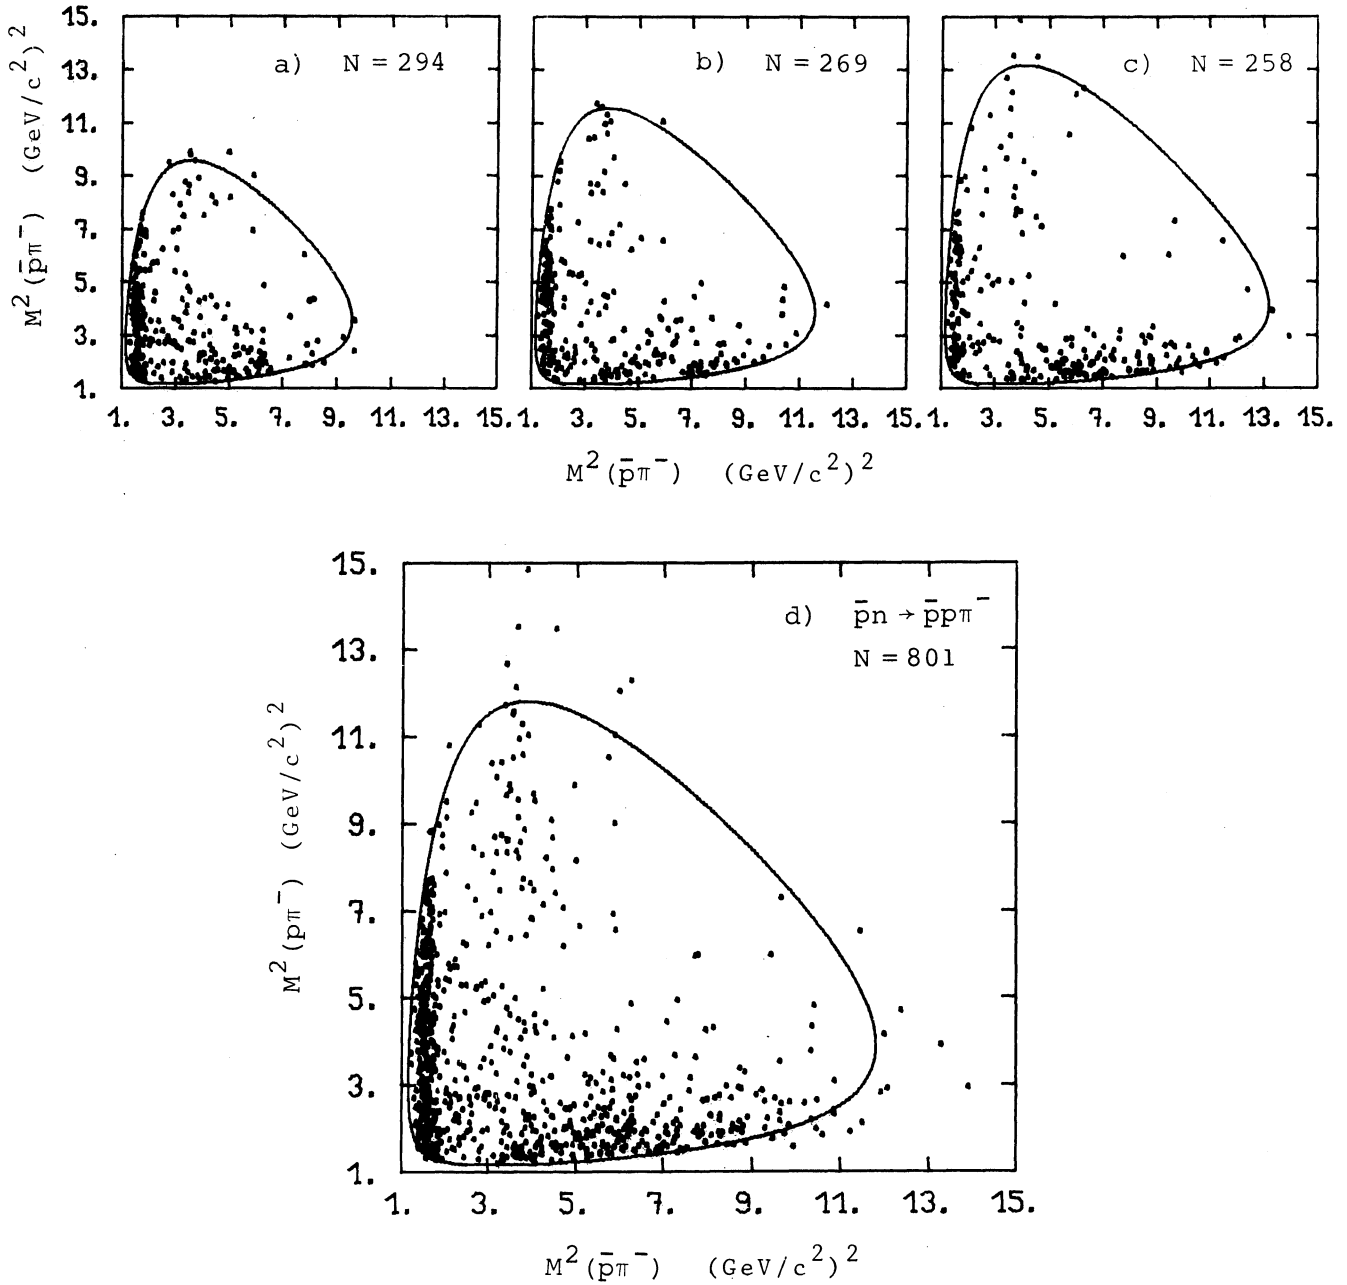 15.
13.
11.
9.
7.
5.
3.
1.
M²(p̄π⁻) (GeV/c²)²
a) N = 294
b) N = 269
c) N = 258
1. 3. 5. 7. 9. 11. 13. 15. 1. 3. 5. 7. 9. 11. 13. 15. 1. 3. 5. 7. 9. 11. 13. 15.
M²(p̄π⁻) (GeV/c²)²
15.
13.
11.
9.
7.
5.
3.
1.
M²(pπ⁻) (GeV/c²)²
d) p̄n → p̄pπ⁻
N = 801
1. 3. 5. 7. 9. 11. 13. 15.
M²(p̄π⁻) (GeV/c²)²